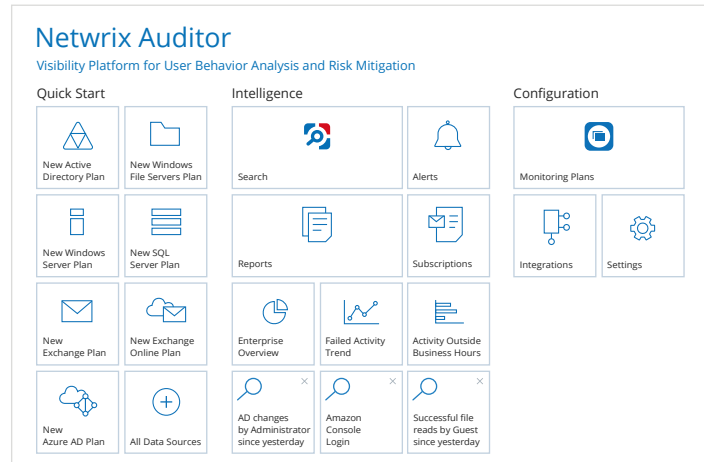 Netwrix Auditor
Visibility Platform for User Behavior Analysis and Risk Mitigation
Quick Start
New Active
Directory Plan
New Windows
File Servers Plan
New Windows
Server Plan
New SQL
Server Plan
New
Exchange Plan
New Exchange
Online Plan
New
Azure AD Plan
All Data Sources
Intelligence
Search
Alerts
Reports
Subscriptions
Enterprise
Overview
Failed Activity
Trend
Activity Outside
Business Hours
AD changes
by Administrator
since yesterday
Amazon
Console
Login
Successful file
reads by Guest
since yesterday
Configuration
Monitoring Plans
Integrations
Settings